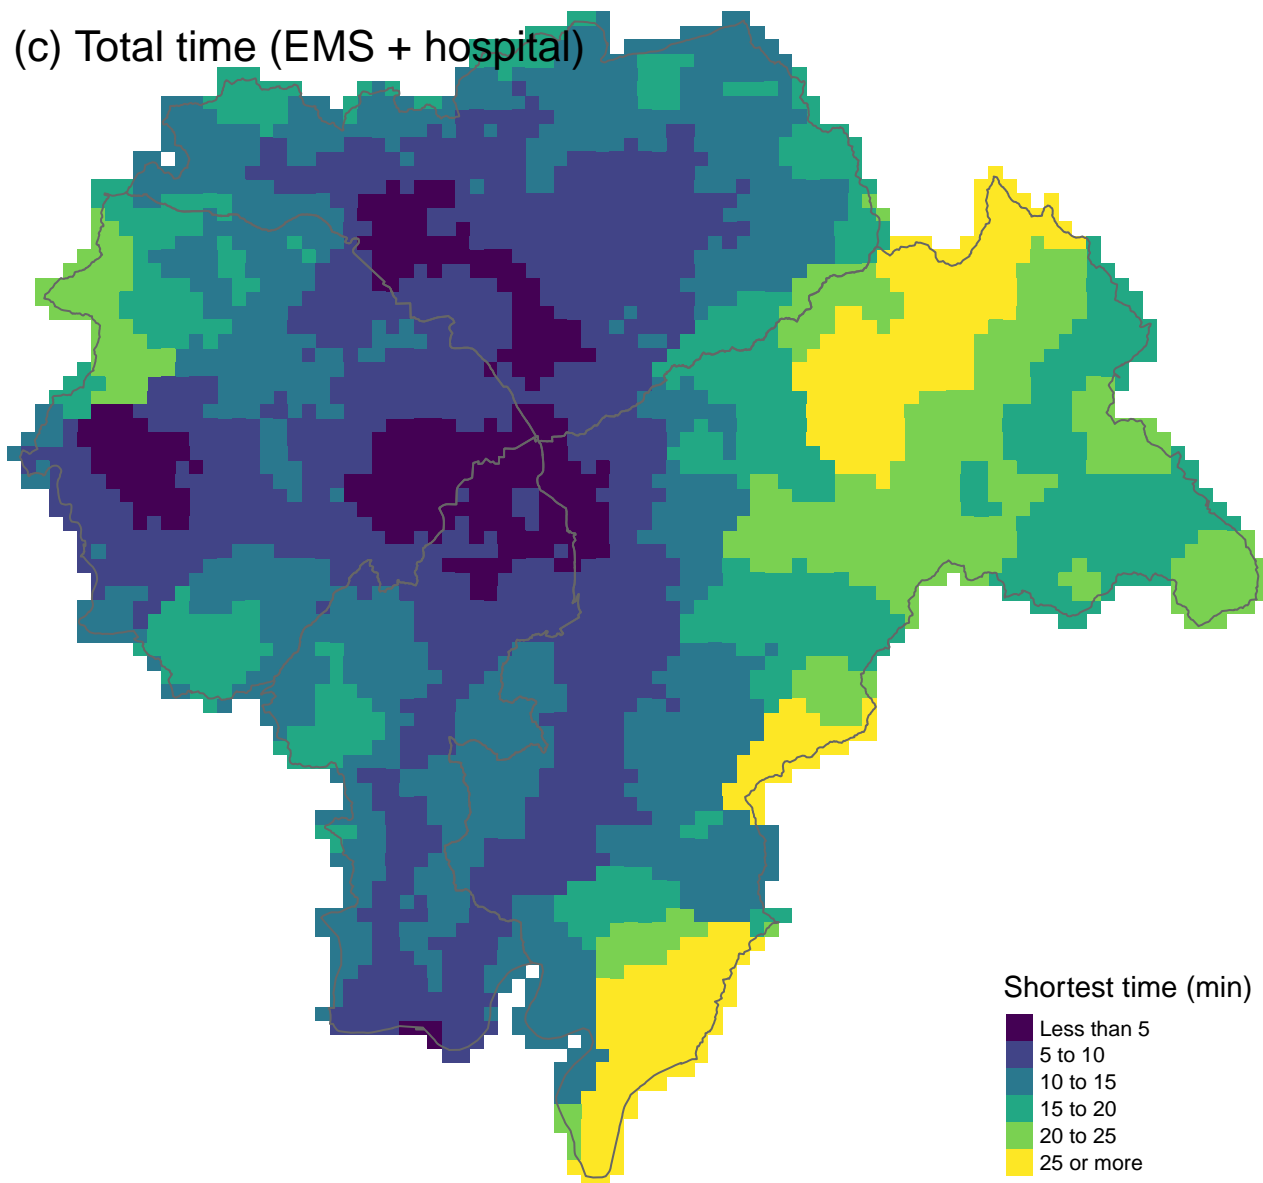 (c) Total time (EMS + hospital)
Shortest time (min)
Less than 5
5 to 10
10 to 15
15 to 20
20 to 25
25 or more